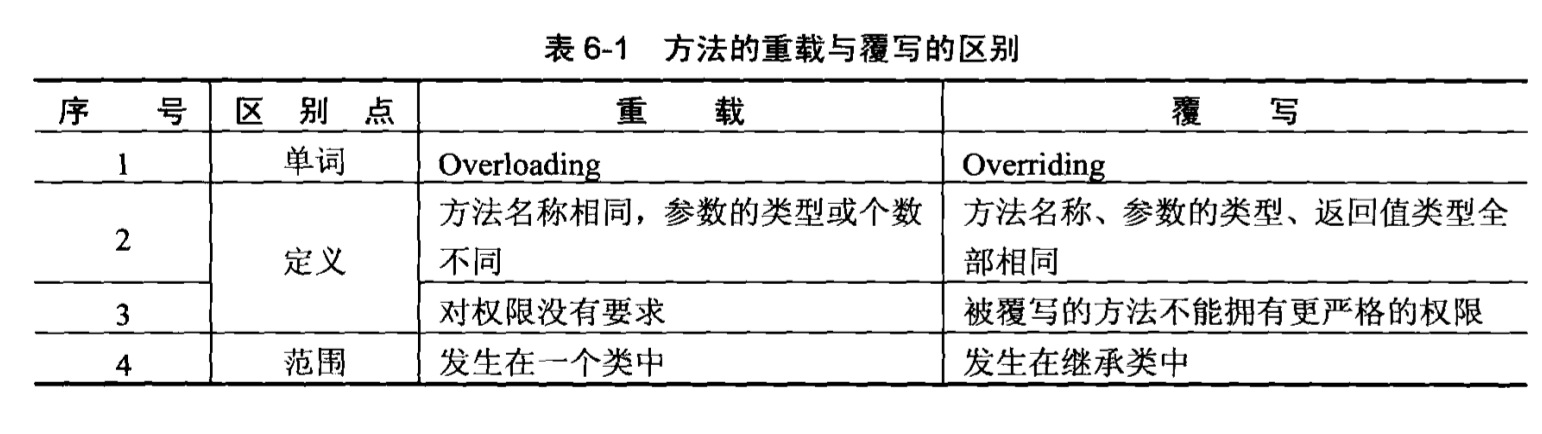 表 6-1 方法的重载与覆写的区别
序 号 区 别 点 重 载 覆 写
1 单词 Overloading Overriding
2 定义 方法名称相同，参数的类型或个数 方法名称、参数的类型、返回值类型全
不同 部相同
3 对权限没有要求 被覆写的方法不能拥有更严格的权限
4 范围 发生在一个类中 发生在继承类中